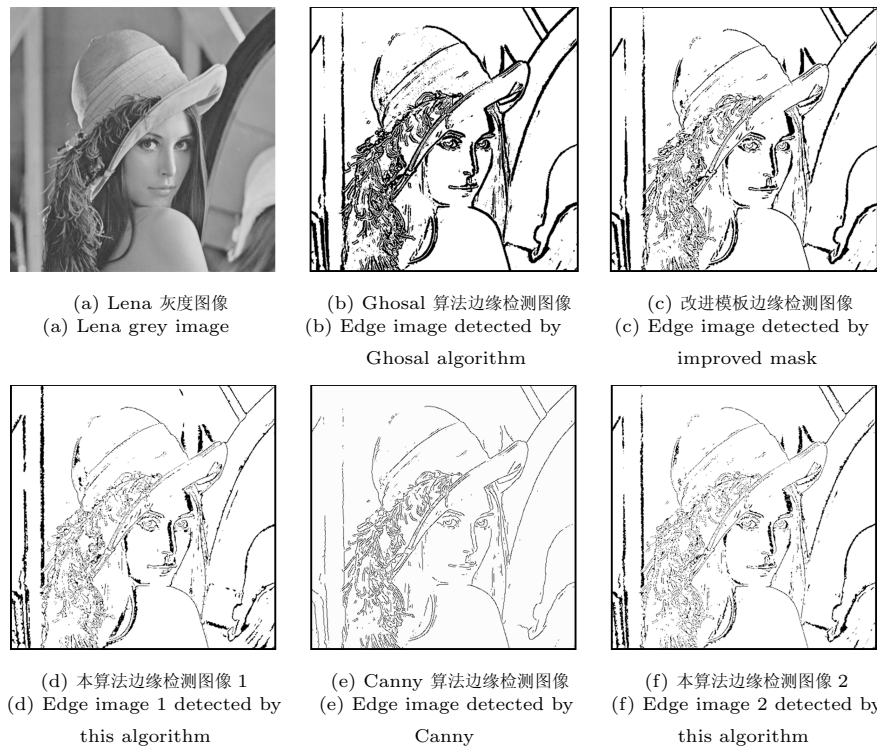 (a) Lena 灰度图像
(a) Lena grey image
(b) Ghosal 算法边缘检测图像
(b) Edge image detected by
Ghosal algorithm
(c) 改进模板边缘检测图像
(c) Edge image detected by
improved mask
(d) 本算法边缘检测图像 1
(d) Edge image 1 detected by
this algorithm
(e) Canny 算法边缘检测图像
(e) Edge image detected by
Canny
(f) 本算法边缘检测图像 2
(f) Edge image 2 detected by
this algorithm